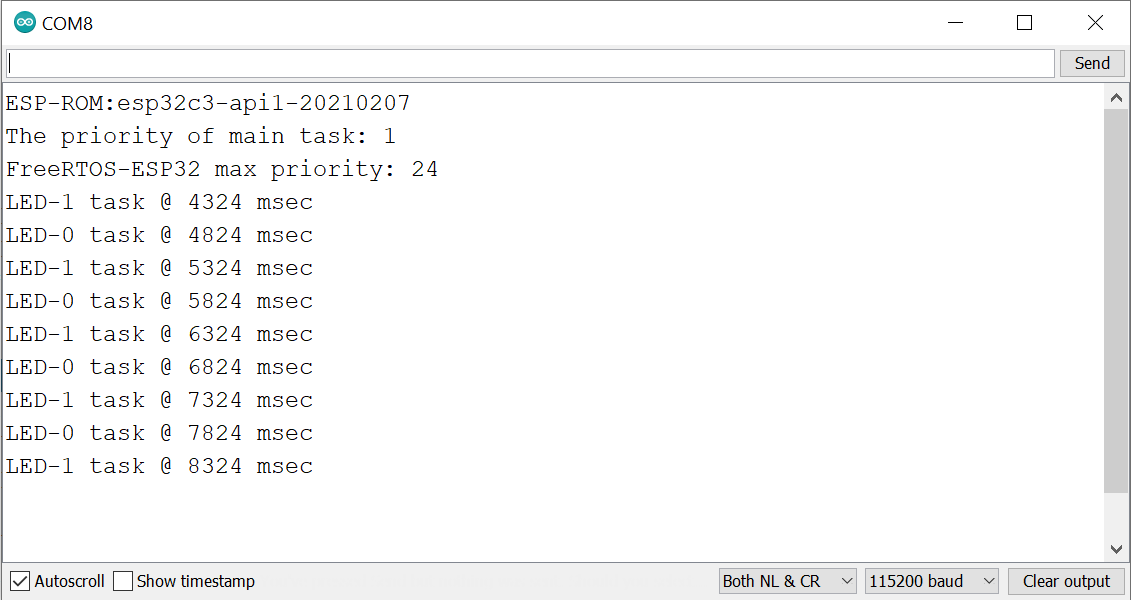 COM8
Send
ESP-ROM:esp32c3-api1-20210207
The priority of main task: 1
FreeRTOS-ESP32 max priority: 24
LED-1 task @ 4324 msec
LED-0 task @ 4824 msec
LED-1 task @ 5324 msec
LED-0 task @ 5824 msec
LED-1 task @ 6324 msec
LED-0 task @ 6824 msec
LED-1 task @ 7324 msec
LED-0 task @ 7824 msec
LED-1 task @ 8324 msec
Autoscroll Show timestamp Both NL & CR 115200 baud Clear output